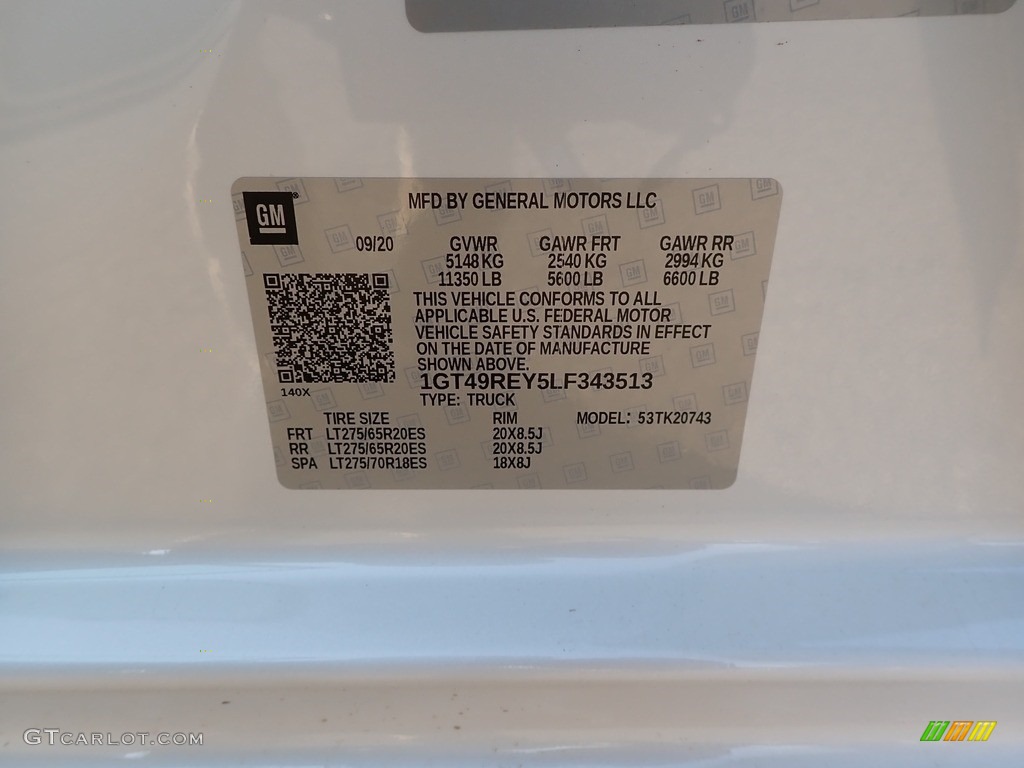 GM
MFD BY GENERAL MOTORS LLC
09/20 GVWR GAWR FRT GAWR RR
5148 KG 2540 KG 2994 KG
11350 LB 5600 LB 6600 LB
THIS VEHICLE CONFORMS TO ALL
APPLICABLE U.S. FEDERAL MOTOR
VEHICLE SAFETY STANDARDS IN EFFECT
ON THE DATE OF MANUFACTURE
SHOWN ABOVE.
1GT49REY5LF343513
140X
TYPE: TRUCK
TIRE SIZE RIM MODEL: 53TK20743
FRT LT275/65R20ES 20X8.5J
RR LT275/65R20ES 20X8.5J
SPA LT275/70R18ES 18X8J
GTcarlot.com